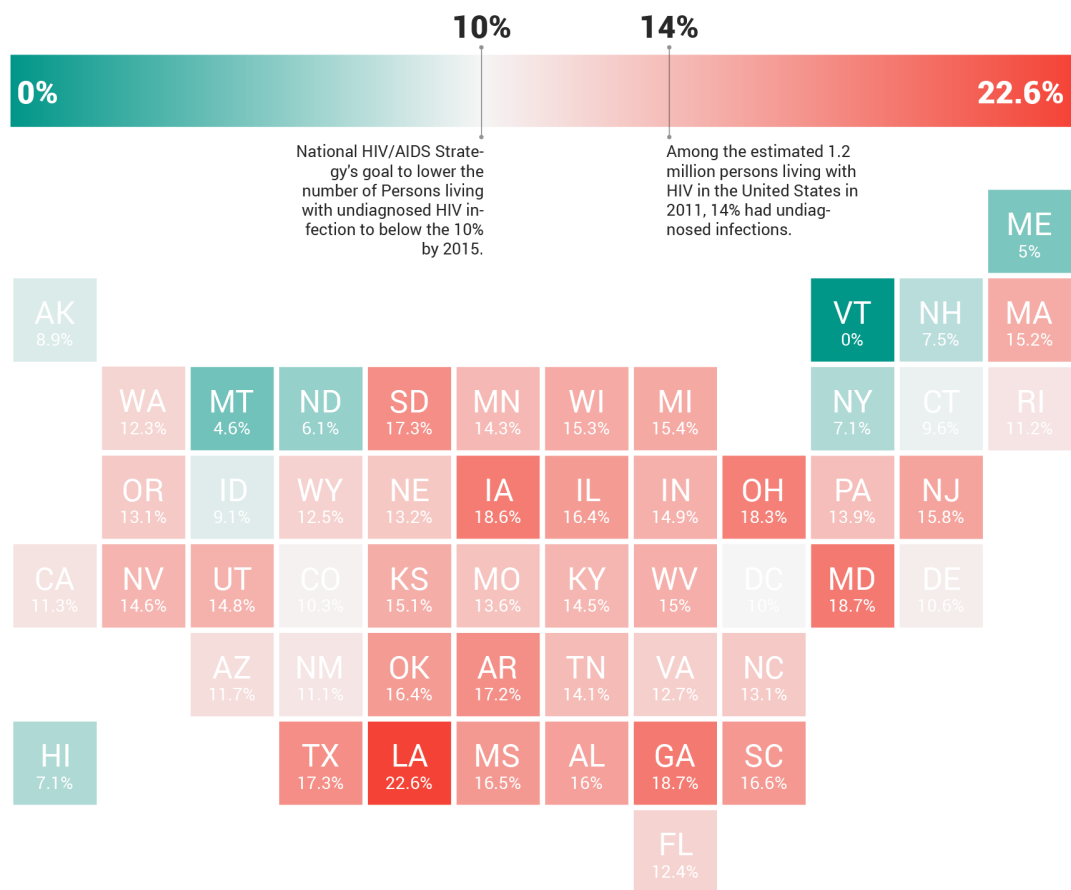 10%
14%
0%
22.6%
National HIV/AIDS Strate-
gy's goal to lower the
number of Persons living
with undiagnosed HIV in-
fection to below the 10%
by 2015.
Among the estimated 1.2
million persons living with
HIV in the United States in
2011, 14% had undiag-
nosed infections.
ME
5%
AK
8.9%
VT
0%
NH
7.5%
MA
15.2%
WA
12.3%
MT
4.6%
ND
6.1%
SD
17.3%
MN
14.3%
WI
15.3%
MI
15.4%
NY
7.1%
CT
9.6%
RI
11.2%
OR
13.1%
ID
9.1%
WY
12.5%
NE
13.2%
IA
18.6%
IL
16.4%
IN
14.9%
OH
18.3%
PA
13.9%
NJ
15.8%
CA
11.3%
NV
14.6%
UT
14.8%
CO
10.3%
KS
15.1%
MO
13.6%
KY
14.5%
WV
15%
DC
10%
MD
18.7%
DE
10.6%
AZ
11.7%
NM
11.1%
OK
16.4%
AR
17.2%
TN
14.1%
VA
12.7%
NC
13.1%
HI
7.1%
TX
17.3%
LA
22.6%
MS
16.5%
AL
16%
GA
18.7%
SC
16.6%
FL
12.4%